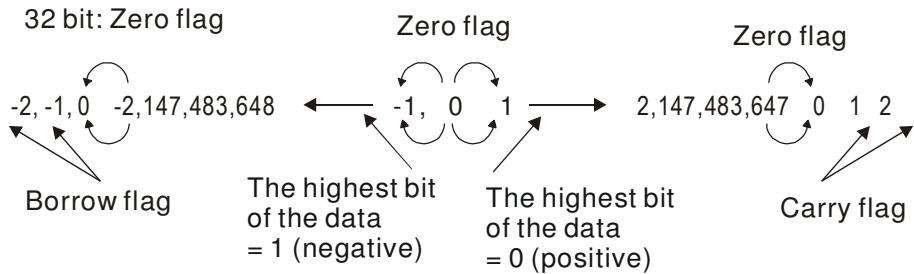 32 bit: Zero flag
Zero flag
Zero flag
-2, -1, 0 -2,147,483,648
-1, 0 1
2,147,483,647 0 1 2
Borrow flag
The highest bit
of the data
= 1 (negative)
The highest bit
of the data
= 0 (positive)
Carry flag